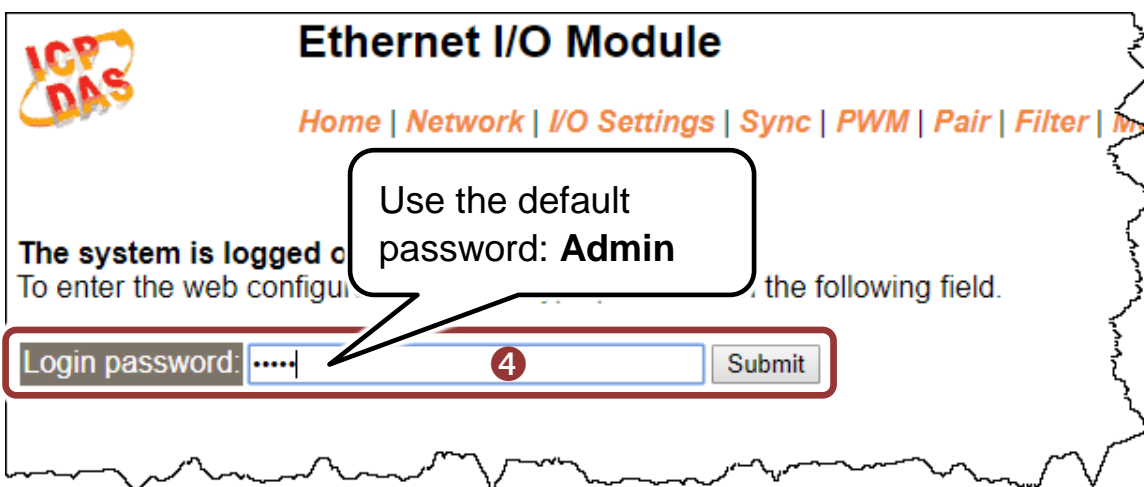 ICP
DAS
Ethernet I/O Module
Home | Network | I/O Settings | Sync | PWM | Pair | Filter |
Use the default
password: Admin
The system is logged
To enter the web the following field.
Login password: ••••• 4 Submit